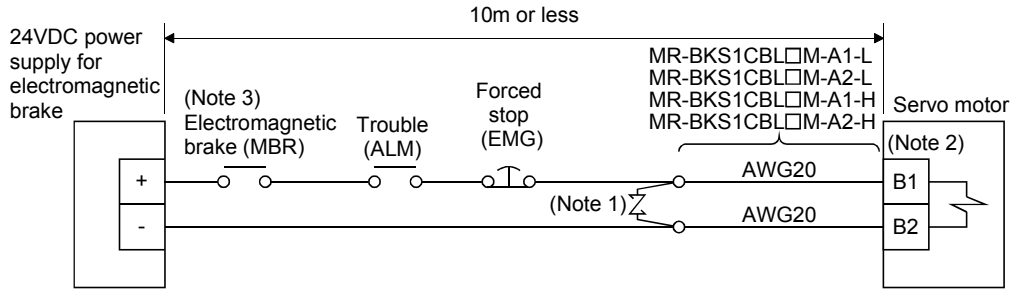 10m or less
24VDC power
supply for
electromagnetic
brake
(Note 3)
Electromagnetic
brake (MBR)
Trouble
(ALM)
Forced
stop
(EMG)
MR-BKS1CBL□M-A1-L
MR-BKS1CBL□M-A2-L
MR-BKS1CBL□M-A1-H
MR-BKS1CBL□M-A2-H
Servo motor
(Note 2)
+
AWG20
B1
(Note 1)
-
AWG20
B2